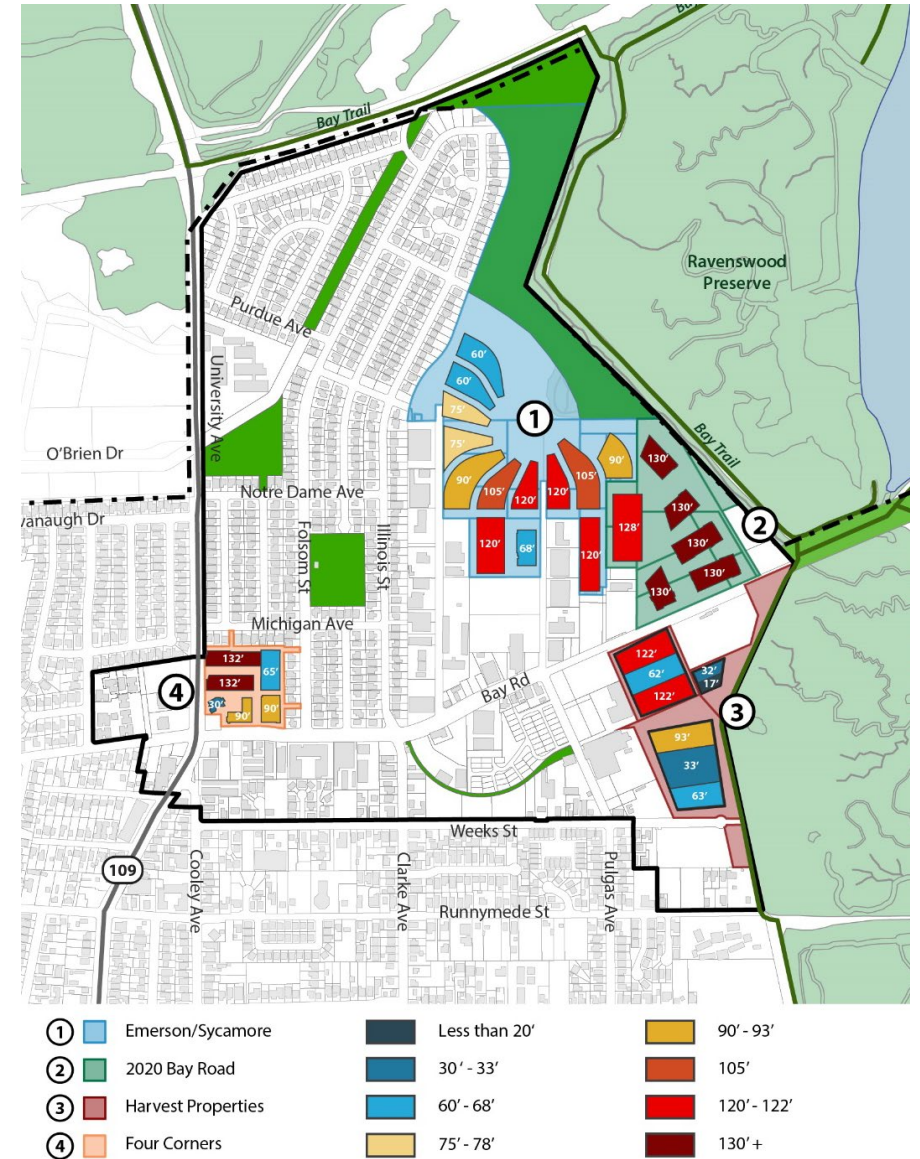 Bay
Bay Trail
Ravenswood
Preserve
Purdue Ave
University Ave
60'
60'
75'
75'
1
Bay Trail
O'Brien Dr
90'
105'
120'
120'
105'
90'
130'
Notre Dame Ave
vanaugh Dr
Folsom St
Illinois St
120'
68'
120'
128'
130'
130'
130'
130'
2
Michigan Ave
132'
65'
132'
4
30'
90'
90'
Bay Rd
122'
62'
122'
32'
17'
3
93'
33'
63'
Weeks St
109
Cooley Ave
Clarke Ave
Pulgas Ave
Runnymede St
1 Emerson/Sycamore
2 2020 Bay Road
3 Harvest Properties
4 Four Corners
Less than 20'
30' - 33'
60' - 68'
75' - 78'
90' - 93'
105'
120' - 122'
130' +